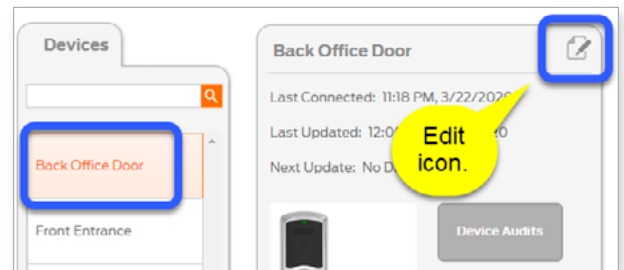 Devices
Back Office Door
Front Entrance
Back Office Door
Last Connected: 11:18 PM, 3/22/2020
Last Updated: 12:0
Next Update: No D
Edit
icon.
Device Audits